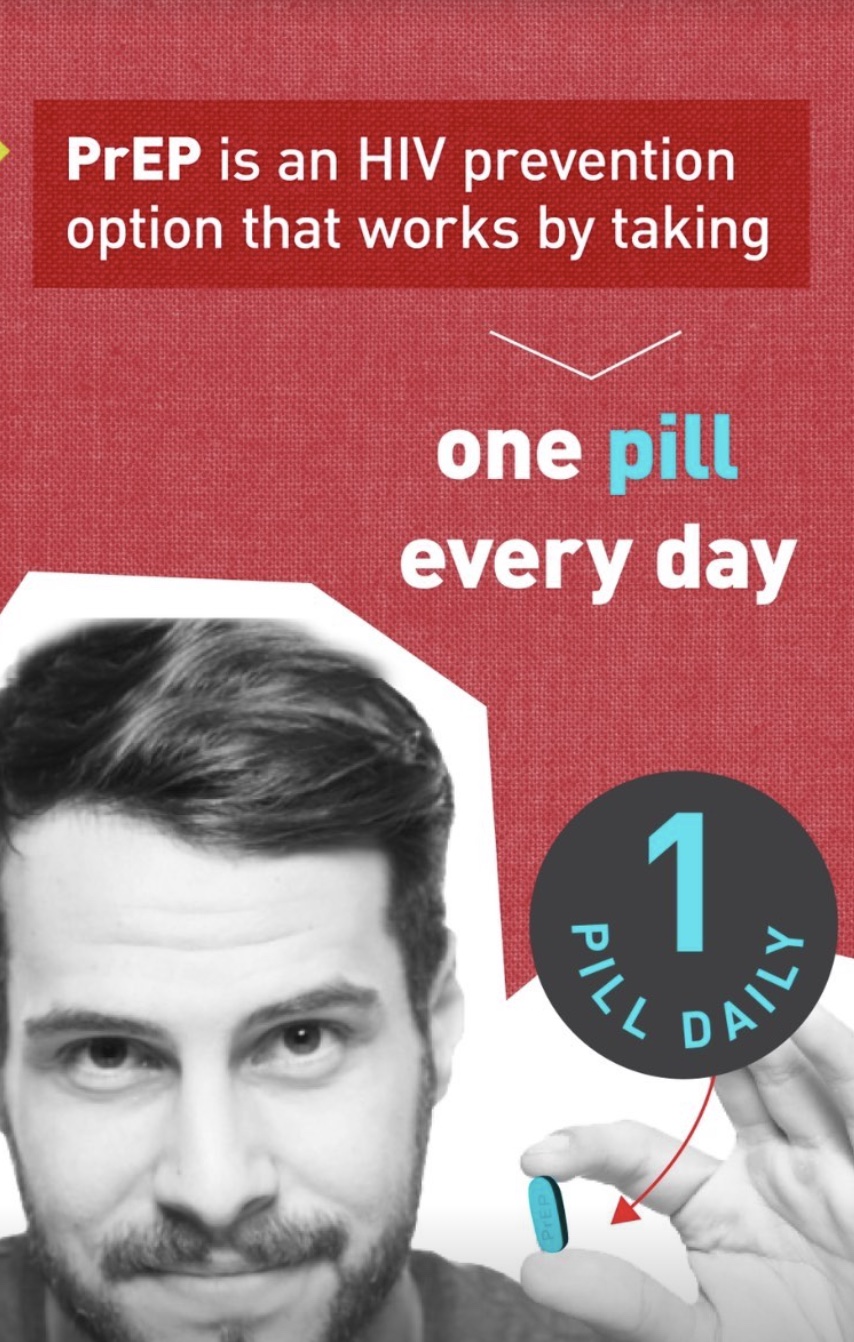 PrEP is an HIV prevention
option that works by taking
one pill
every day
1
PILL DAILY
PrEP